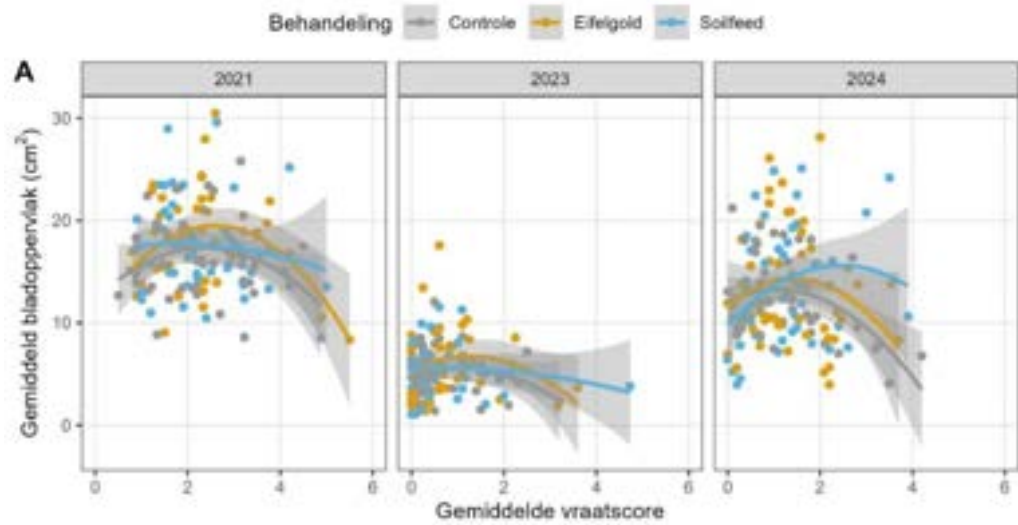 Behandeling Controle Eifelgold Soilfeed
A
2021 2023 2024
30
20
10
0
Gemiddeld bladoppervlak (cm²)
0 2 4 6 0 2 4 6 0 2 4 6
Gemiddelde vraatscore